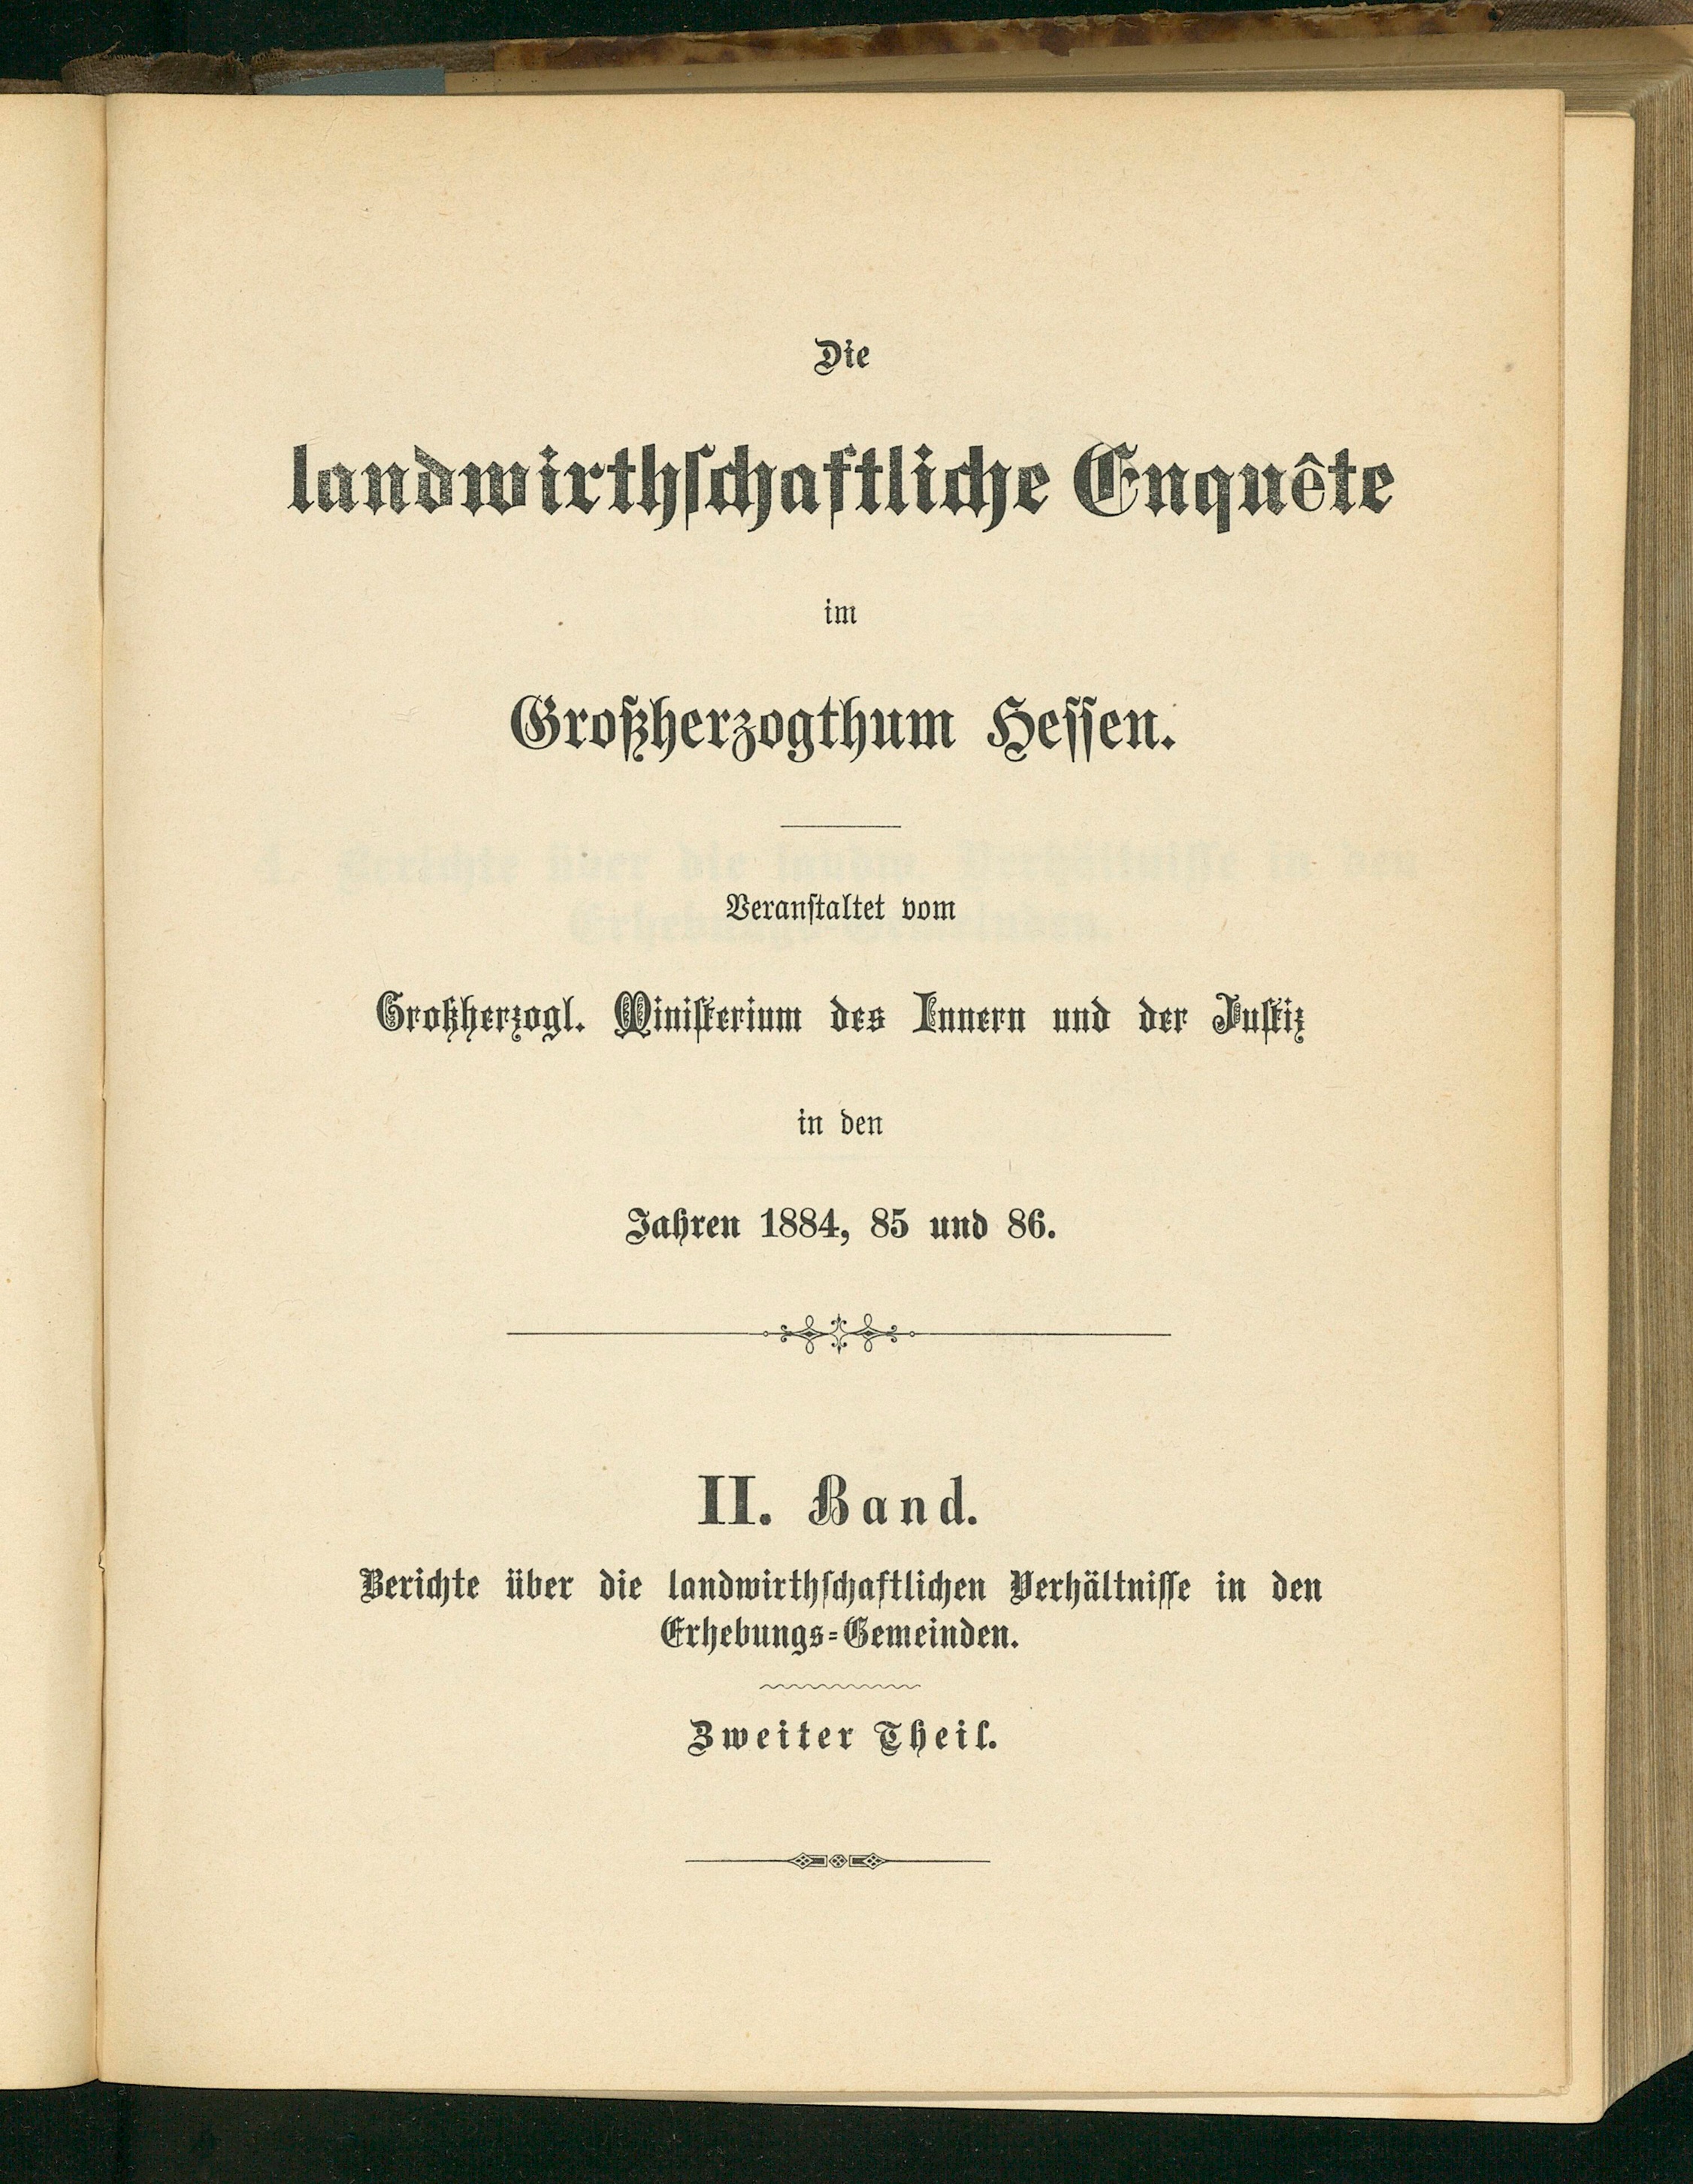 Die
landwirthſchaftliche Enquête
im
Großherzogthum Heſſen.
Veranſtaltet vom
Großherzogl. Miniſterium des Innern und der Juſtiz
in den
Jahren 1884, 85 und 86.
II. Band.
Berichte über die landwirthſchaftlichen Verhältniſſe in den
Erhebungs=Gemeinden.
Zweiter Theil.